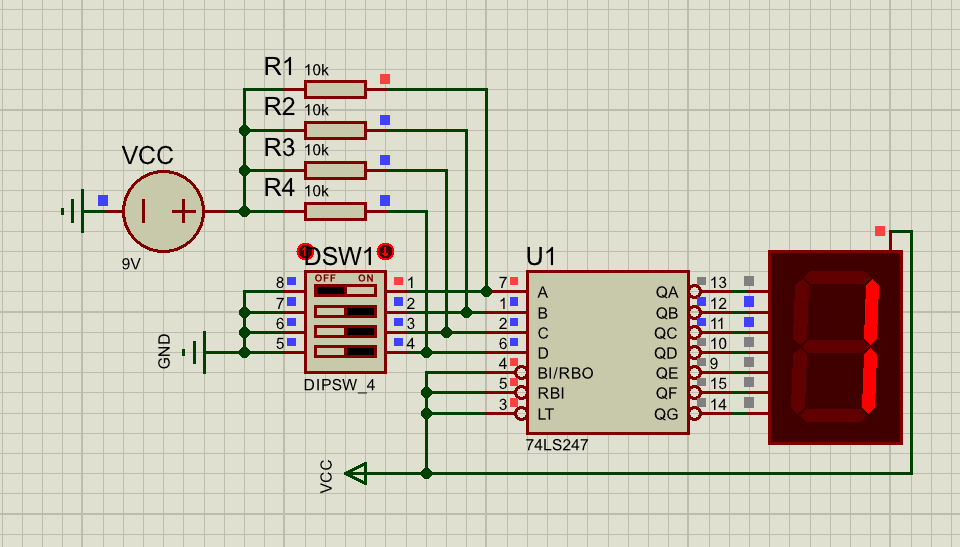 R1 10k
R2 10k
R3 10k
R4 10k
VCC
9V
DSW1
OFF ON
8 1
7 2
6 3
5 4
DIPSW_4
GND
U1
7 A QA 13
1 B QB 12
2 C QC 11
6 D QD 10
4 BI/RBO QE 9
5 RBI QF 15
3 LT QG 14
74LS247
VCC
1